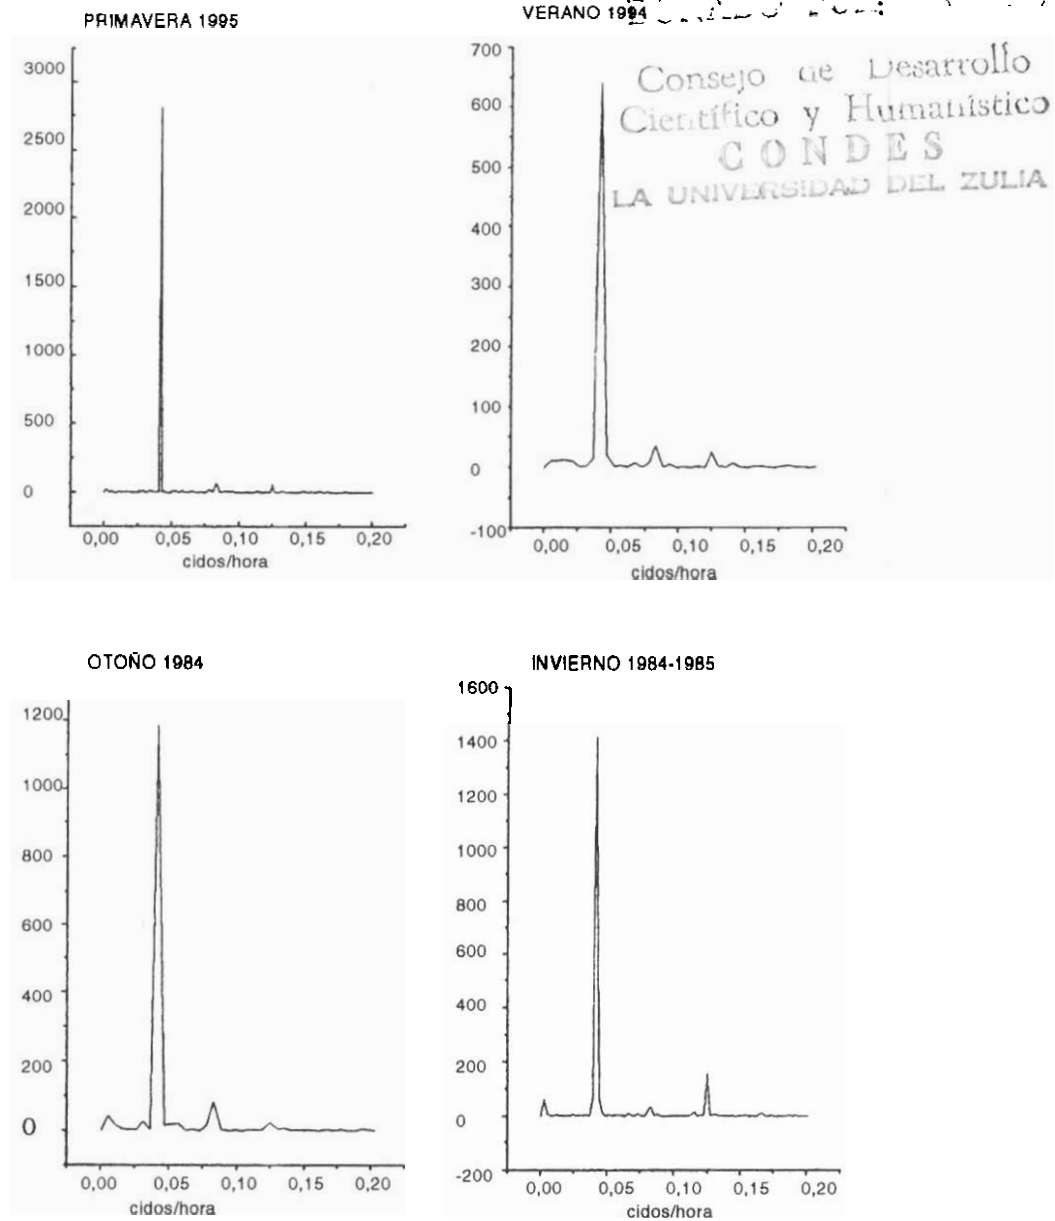 PRIMAVERA 1995
3000
2500
2000
1500
1000
500
0
0,00 0,05 0,10 0,15 0,20
cidos/hora
VERANO 1994
Consejo de Desarrollo
Científico y Humanístico
CONDES
LA UNIVERSIDAD DEL ZULIA
700
600
500
400
300
200
100
0
-100
0,00 0,05 0,10 0,15 0,20
cidos/hora
OTOÑO 1984
1200
1000
800
600
400
200
0
0,00 0,05 0,10 0,15 0,20
cidos/hora
INVIERNO 1984-1985
1600
1400
1200
1000
800
600
400
200
0
-200
0,00 0,05 0,10 0,15 0,20
cidos/hora